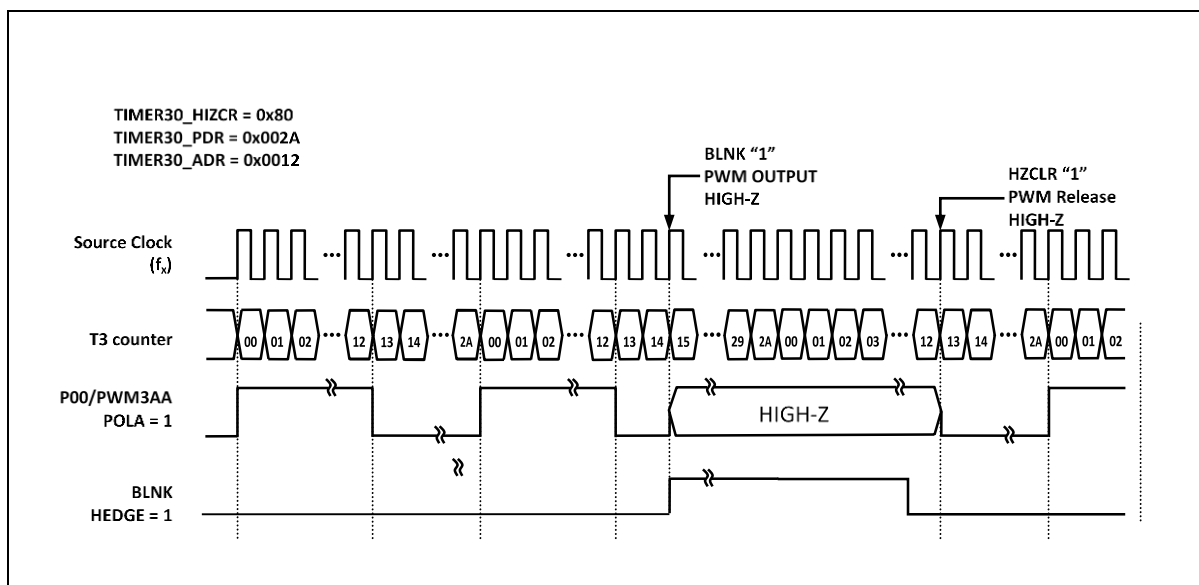 TIMER30_HIZCR = 0x80
TIMER30_PDR = 0x002A
TIMER30_ADR = 0x0012
BLNK “1”
PWM OUTPUT
HIGH-Z
HZCLR “1”
PWM Release
HIGH-Z
Source Clock
(fx)
T3 counter
00 01 02 ••• 12 13 14 ••• 2A 00 01 02 ••• 12 13 14 15 ••• 29 2A 00 01 02 03 ••• 12 13 14 ••• 2A 00 01 02
P00/PWM3AA
POLA = 1
HIGH-Z
BLNK
HEDGE = 1